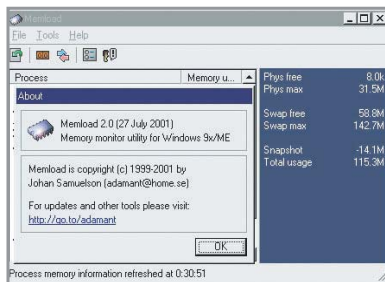 Memload
File Tools Help
Process Memory u...
About
Memload 2.0 (27 July 2001)
Memory monitor utility for Windows 9x/ME
Memload is copyright (c) 1999-2001 by
Johan Samuelson (adamant@home.se)
For updates and other tools please visit:
http://go.to/adamant
OK
Phys free 8.0k
Phys max 31.5M
Swap free 58.8M
Swap max 142.7M
Snapshot -14.1M
Total usage 115.3M
Process memory information refreshed at 0:30:51